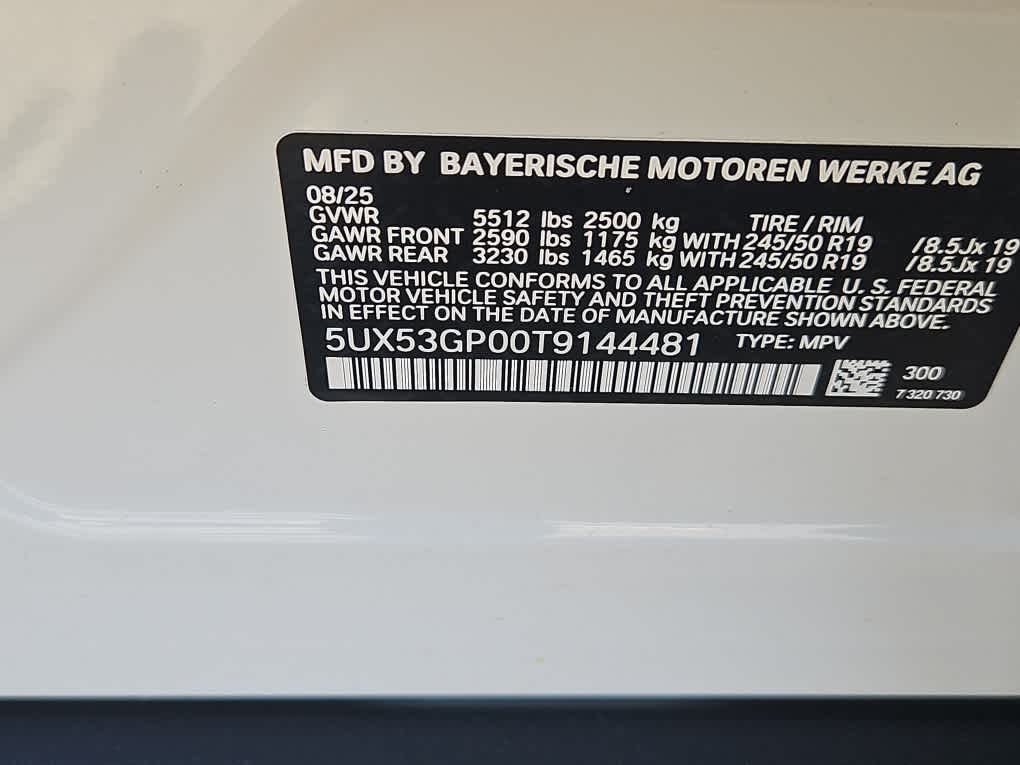 MFD BY BAYERISCHE MOTOREN WERKE AG
08/25
GVWR 5512 lbs 2500 kg TIRE / RIM
GAWR FRONT 2590 lbs 1175 kg WITH 245/50 R19 /8.5Jx 19
GAWR REAR 3230 lbs 1465 kg WITH 245/50 R19 /8.5Jx 19
THIS VEHICLE CONFORMS TO ALL APPLICABLE U. S. FEDERAL
MOTOR VEHICLE SAFETY AND THEFT PREVENTION STANDARDS
IN EFFECT ON THE DATE OF MANUFACTURE SHOWN ABOVE.
5UX53GP00T9144481 TYPE: MPV
300
7 320 730